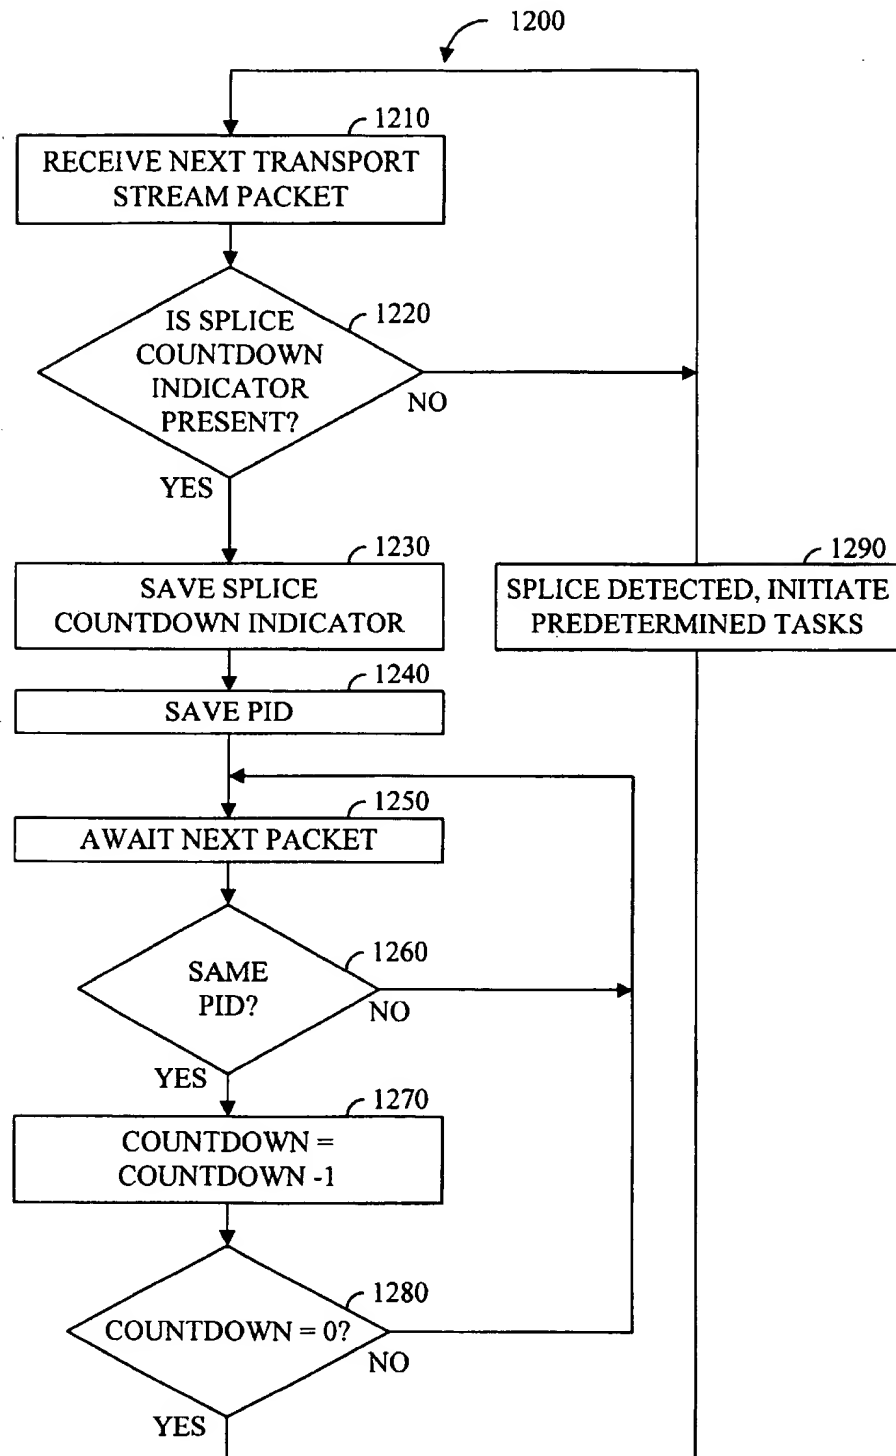 1200
1210
RECEIVE NEXT TRANSPORT
STREAM PACKET
1220
IS SPLICE
COUNTDOWN
INDICATOR
PRESENT?
NO
YES
1230
SAVE SPLICE
COUNTDOWN INDICATOR
1290
SPLICE DETECTED, INITIATE
PREDETERMINED TASKS
1240
SAVE PID
1250
AWAIT NEXT PACKET
1260
SAME
PID?
NO
YES
1270
COUNTDOWN =
COUNTDOWN -1
1280
COUNTDOWN = 0?
NO
YES